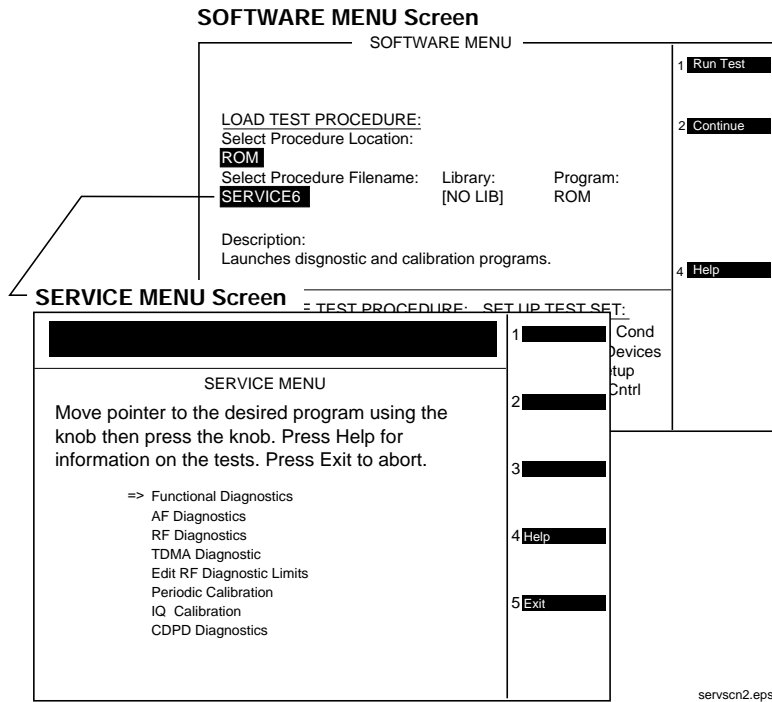 SOFTWARE MENU Screen
SOFTWARE MENU
1 Run Test
2 Continue
4 Help
LOAD TEST PROCEDURE:
Select Procedure Location:
ROM
Select Procedure Filename: Library: Program:
SERVICE6 [NO LIB] ROM
Description:
Launches disgnostic and calibration programs.
TEST PROCEDURE: SET UP TEST SET:
Cond
Devices
Cntrl
SERVICE MENU Screen
SERVICE MENU
Move pointer to the desired program using the
knob then press the knob. Press Help for
information on the tests. Press Exit to abort.
=> Functional Diagnostics
AF Diagnostics
RF Diagnostics
TDMA Diagnostic
Edit RF Diagnostic Limits
Periodic Calibration
IQ Calibration
CDPD Diagnostics
1
2
3
4 Help
5 Exit
servscn2.eps